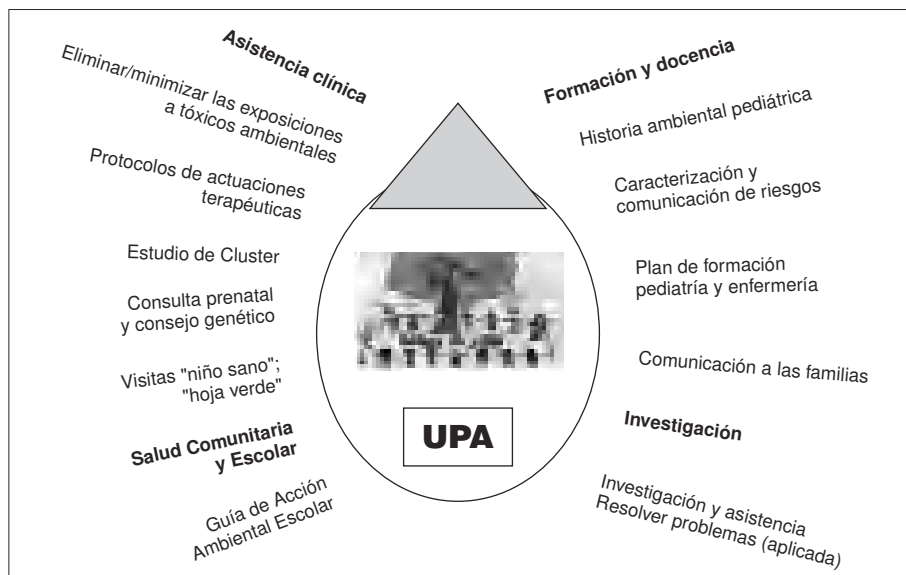 Asistencia clínica
Eliminar/minimizar las exposiciones
a tóxicos ambientales
Protocolos de actuaciones
terapéuticas
Estudio de Cluster
Consulta prenatal
y consejo genético
Visitas "niño sano";
"hoja verde"
Salud Comunitaria
y Escolar
Guía de Acción
Ambiental Escolar
UPA
Formación y docencia
Historia ambiental pediátrica
Caracterización y
comunicación de riesgos
Plan de formación
pediatría y enfermería
Comunicación a las familias
Investigación
Investigación y asistencia
Resolver problemas (aplicada)